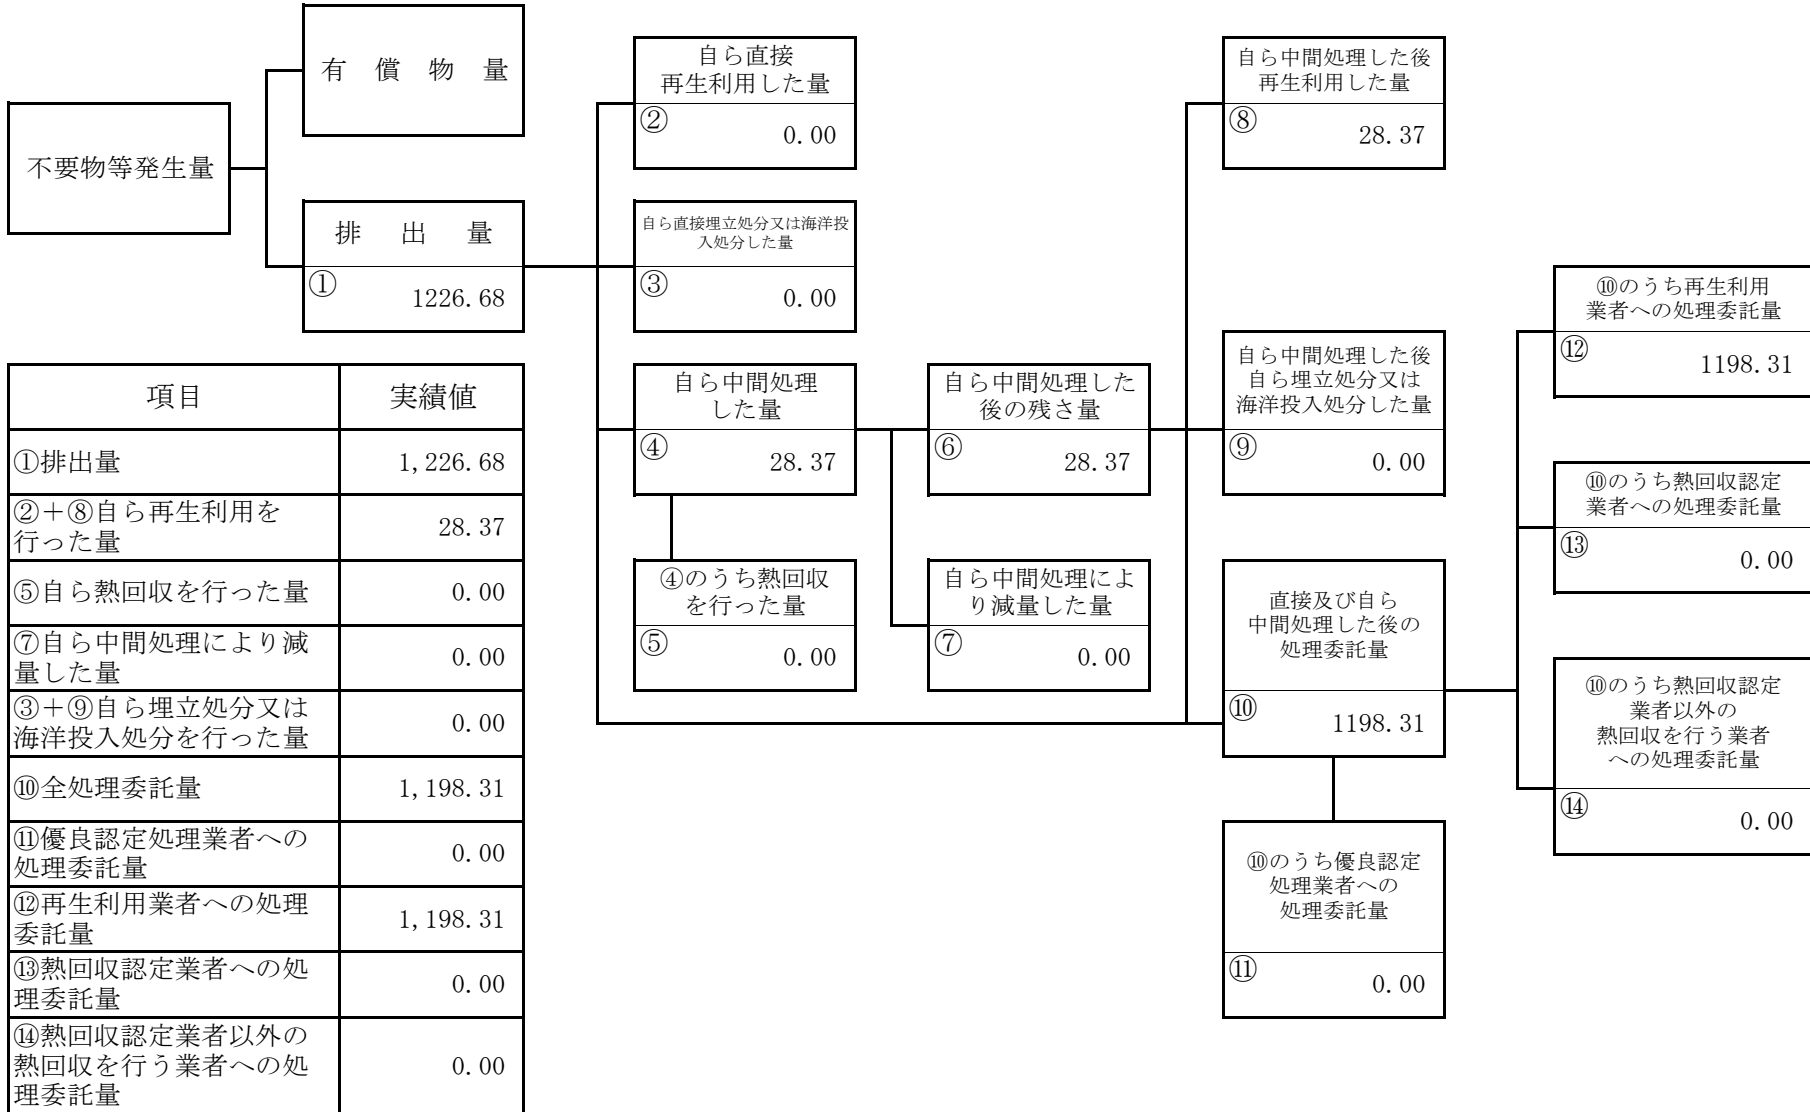 有償物量
不要物等発生量
排出量
①
1226.68
自ら直接
再生利用した量
②
0.00
自ら直接埋立処分又は海洋投
入処分した量
③
0.00
自ら中間処理
した量
④
28.37
④のうち熱回収
を行った量
⑤
0.00
自ら中間処理した
後の残さ量
⑥
28.37
自ら中間処理によ
り減量した量
⑦
0.00
自ら中間処理した後
再生利用した量
⑧
28.37
自ら中間処理した後
自ら埋立処分又は
海洋投入処分した量
⑨
0.00
直接及び自ら
中間処理した後の
処理委託量
⑩
1198.31
⑩のうち優良認定
処理業者への
処理委託量
⑪
0.00
⑩のうち再生利用
業者への処理委託量
⑫
1198.31
⑩のうち熱回収認定
業者への処理委託量
⑬
0.00
⑩のうち熱回収認定
業者以外の
熱回収を行う業者
への処理委託量
⑭
0.00
項目 実績値
①排出量 1,226.68
②+⑧自ら再生利用を
行った量 28.37
⑤自ら熱回収を行った量 0.00
⑦自ら中間処理により減
量した量 0.00
③+⑨自ら埋立処分又は
海洋投入処分を行った量 0.00
⑩全処理委託量 1,198.31
⑪優良認定処理業者への
処理委託量 0.00
⑫再生利用業者への処理
委託量 1,198.31
⑬熱回収認定業者への処
理委託量 0.00
⑭熱回収認定業者以外の
熱回収を行う業者への処
理委託量 0.00